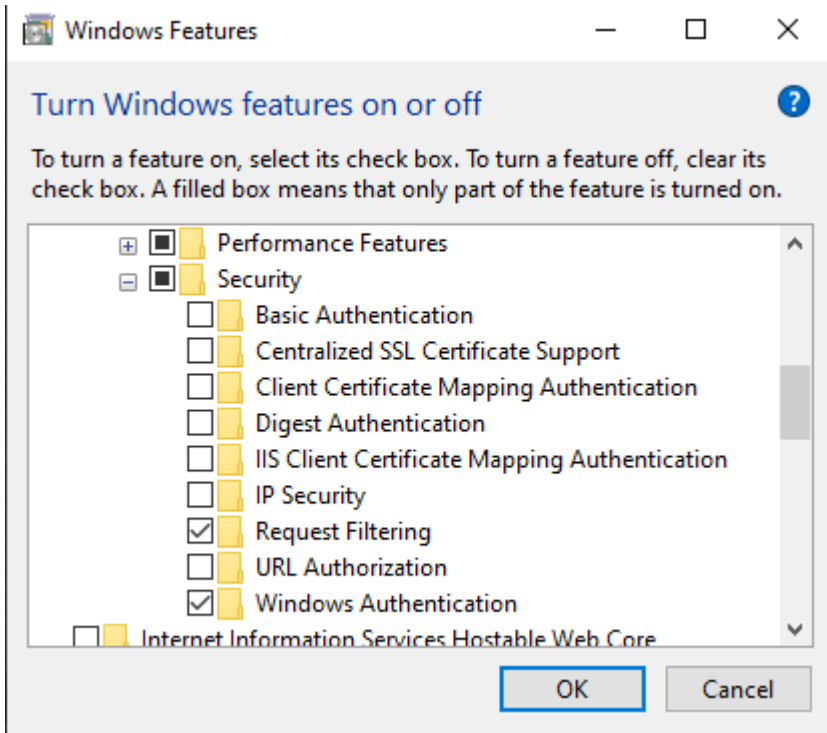 Windows Features
Turn Windows features on or off
?
To turn a feature on, select its check box. To turn a feature off, clear its
check box. A filled box means that only part of the feature is turned on.
Performance Features
Security
Basic Authentication
Centralized SSL Certificate Support
Client Certificate Mapping Authentication
Digest Authentication
IIS Client Certificate Mapping Authentication
IP Security
Request Filtering
URL Authorization
Windows Authentication
Internet Information Services Hostable Web Core
OK Cancel